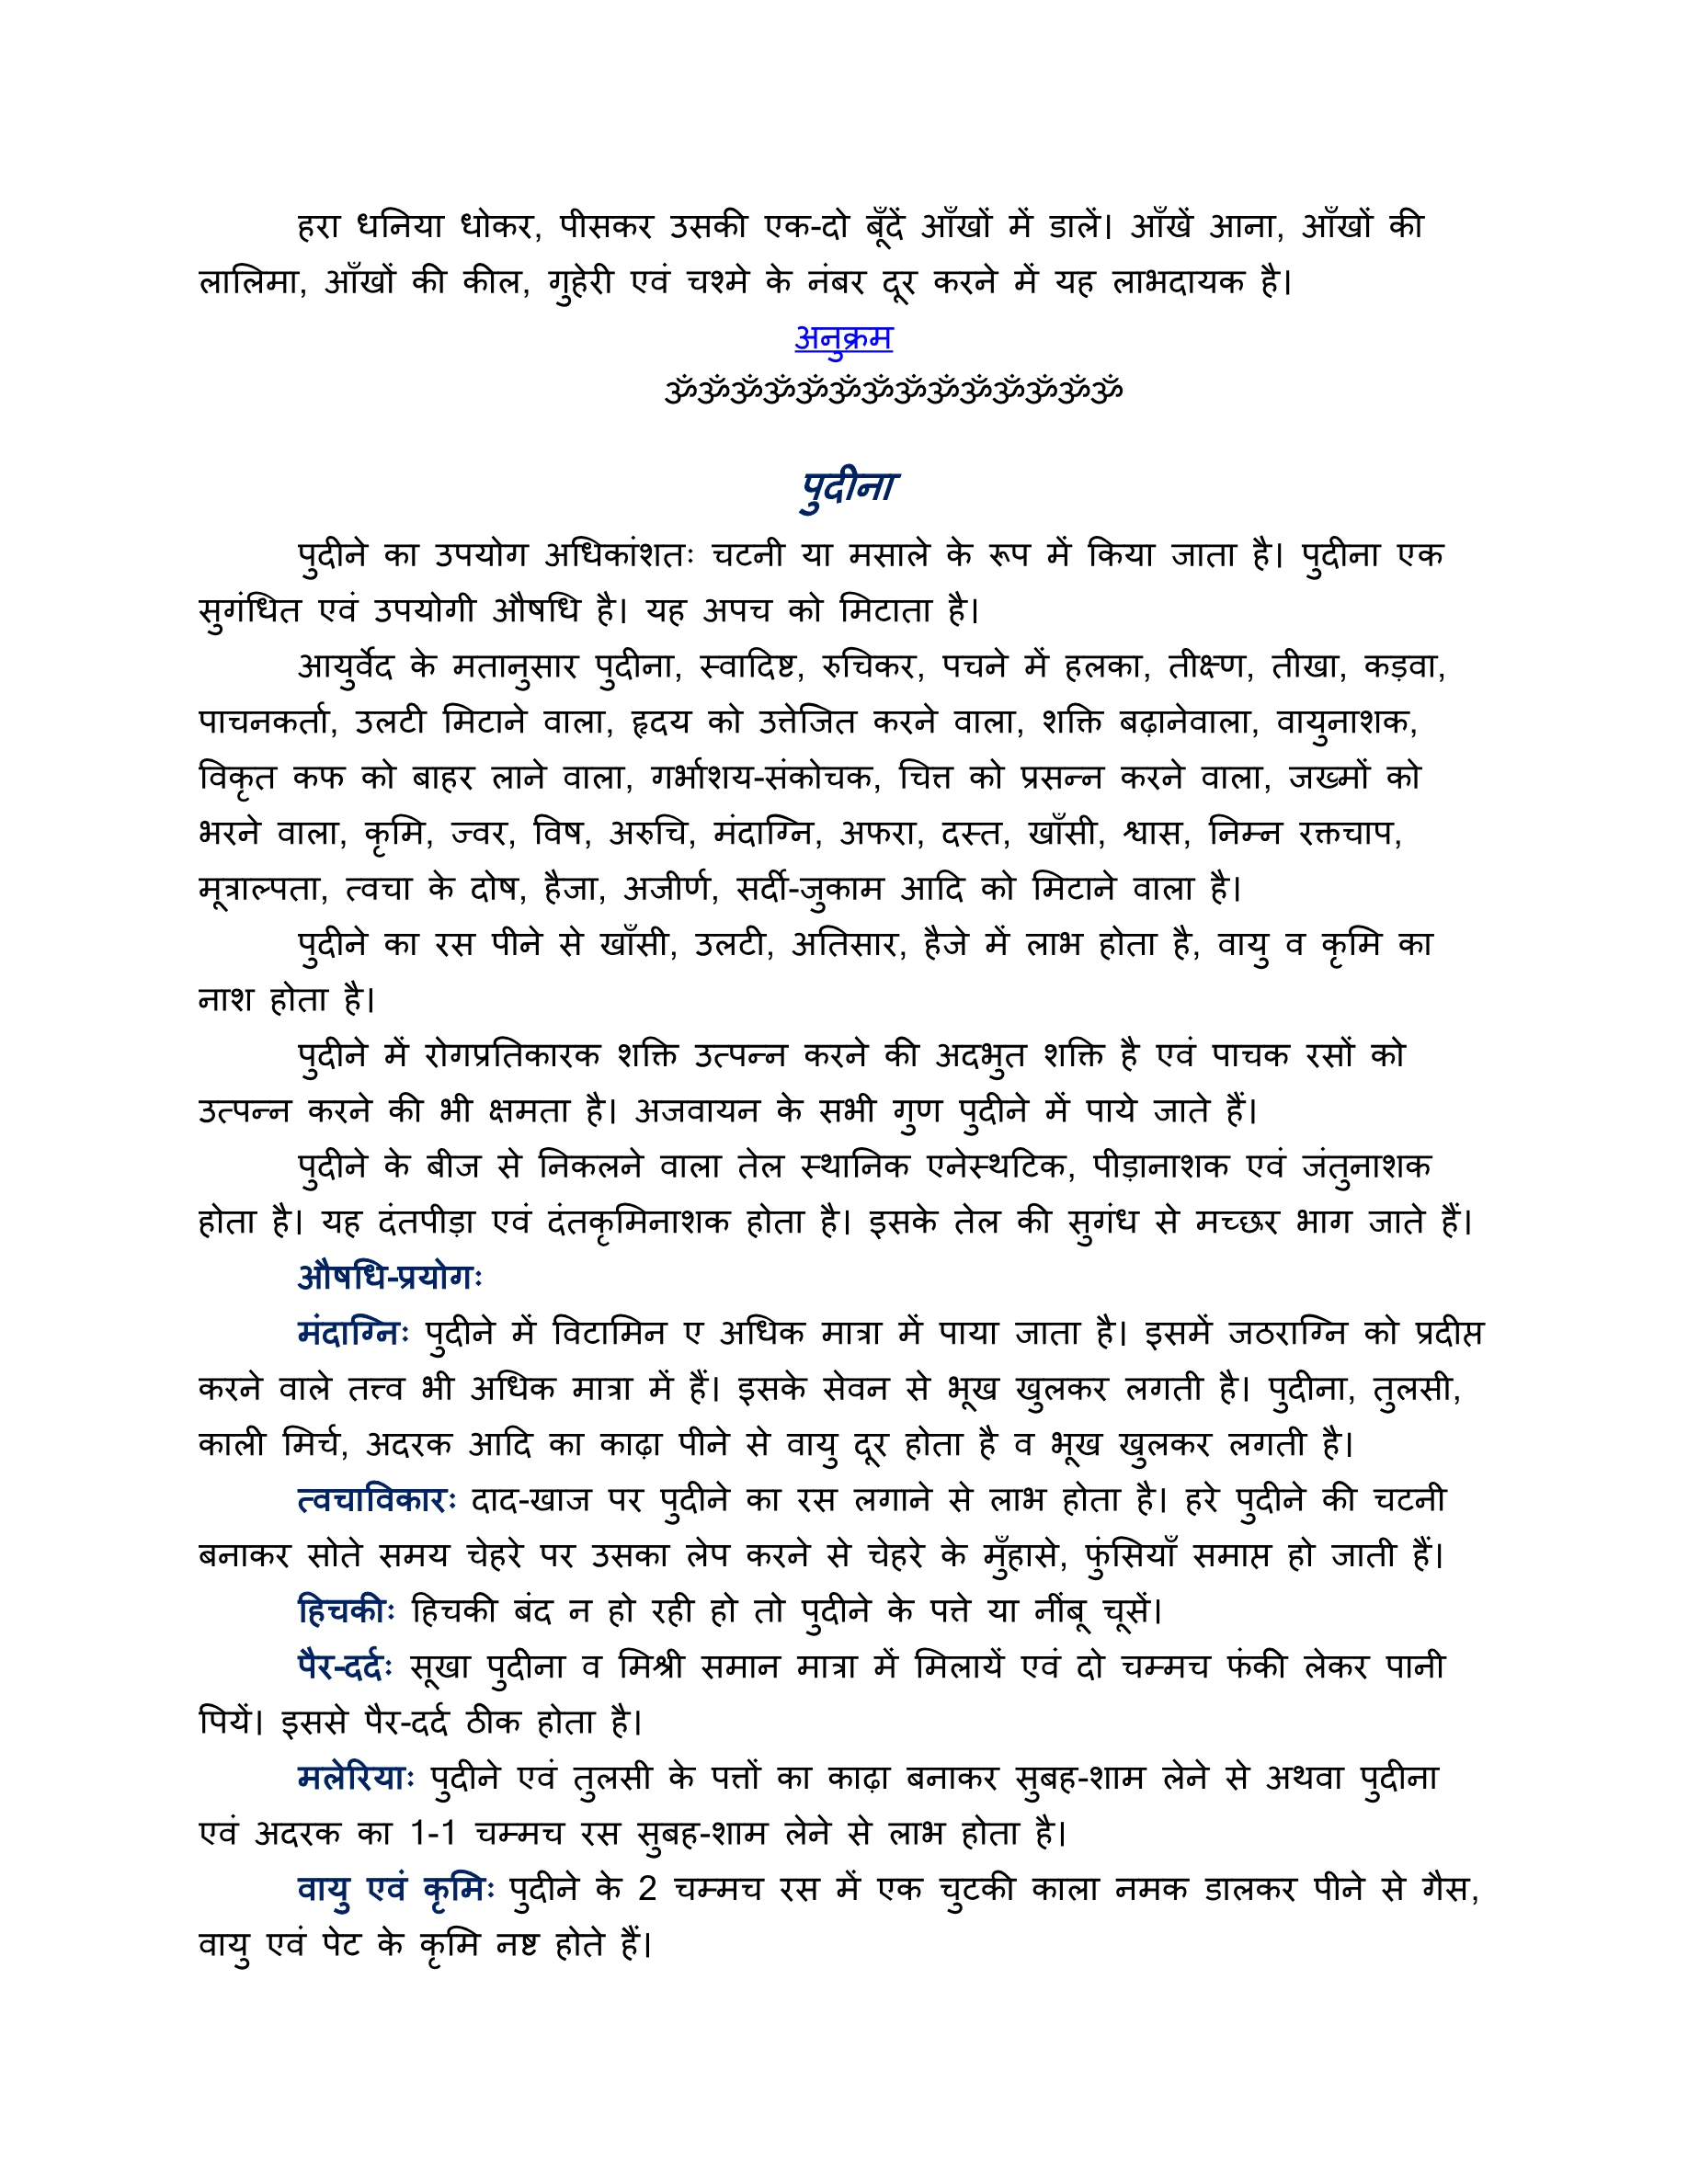 हरा धनिया धोकर, पीसकर उसकी एक-दो बूँदें आँखों में डालें। आँखें आना, आँखों की
लालिमा, आँखों की कील, गुहेरी एवं चश्मे के नंबर दूर करने में यह लाभदायक है।
अनुक्रम
ॐॐॐॐॐॐॐॐॐॐॐॐॐॐ
पुदीना
पुदीने का उपयोग अधिकांशतः चटनी या मसाले के रूप में किया जाता है। पुदीना एक
सुगंधित एवं उपयोगी औषधि है। यह अपच को मिटाता है।
आयुर्वेद के मतानुसार पुदीना, स्वादिष्ट, रुचिकर, पचने में हलका, तीक्ष्ण, तीखा, कड़वा,
पाचनकर्ता, उलटी मिटाने वाला, हृदय को उत्तेजित करने वाला, शक्ति बढ़ानेवाला, वायुनाशक,
विकृत कफ को बाहर लाने वाला, गर्भाशय-संकोचक, चित्त को प्रसन्न करने वाला, जख्मों को
भरने वाला, कृमि, ज्वर, विष, अरुचि, मंदाग्नि, अफरा, दस्त, खाँसी, श्वास, निम्न रक्तचाप,
मूत्राल्पता, त्वचा के दोष, हैजा, अजीर्ण, सर्दी-जुकाम आदि को मिटाने वाला है।
पुदीने का रस पीने से खाँसी, उलटी, अतिसार, हैजे में लाभ होता है, वायु व कृमि का
नाश होता है।
पुदीने में रोगप्रतिकारक शक्ति उत्पन्न करने की अदभुत शक्ति है एवं पाचक रसों को
उत्पन्न करने की भी क्षमता है। अजवायन के सभी गुण पुदीने में पाये जाते हैं।
पुदीने के बीज से निकलने वाला तेल स्थानिक एनेस्थटिक, पीड़ानाशक एवं जंतुनाशक
होता है। यह दंतपीड़ा एवं दंतकृमिनाशक होता है। इसके तेल की सुगंध से मच्छर भाग जाते हैं।
औषधि-प्रयोगः
मंदाग्निः पुदीने में विटामिन ए अधिक मात्रा में पाया जाता है। इसमें जठराग्नि को प्रदीप्त
करने वाले तत्त्व भी अधिक मात्रा में हैं। इसके सेवन से भूख खुलकर लगती है। पुदीना, तुलसी,
काली मिर्च, अदरक आदि का काढ़ा पीने से वायु दूर होता है व भूख खुलकर लगती है।
त्वचाविकारः दाद-खाज पर पुदीने का रस लगाने से लाभ होता है। हरे पुदीने की चटनी
बनाकर सोते समय चेहरे पर उसका लेप करने से चेहरे के मुँहासे, फुंसियाँ समाप्त हो जाती हैं।
हिचकीः हिचकी बंद न हो रही हो तो पुदीने के पत्ते या नींबू चूसें।
पैर-दर्दः सूखा पुदीना व मिश्री समान मात्रा में मिलायें एवं दो चम्मच फंकी लेकर पानी
पियें। इससे पैर-दर्द ठीक होता है।
मलेरियाः पुदीने एवं तुलसी के पत्तों का काढ़ा बनाकर सुबह-शाम लेने से अथवा पुदीना
एवं अदरक का 1-1 चम्मच रस सुबह-शाम लेने से लाभ होता है।
वायु एवं कृमिः पुदीने के 2 चम्मच रस में एक चुटकी काला नमक डालकर पीने से गैस,
वायु एवं पेट के कृमि नष्ट होते हैं।